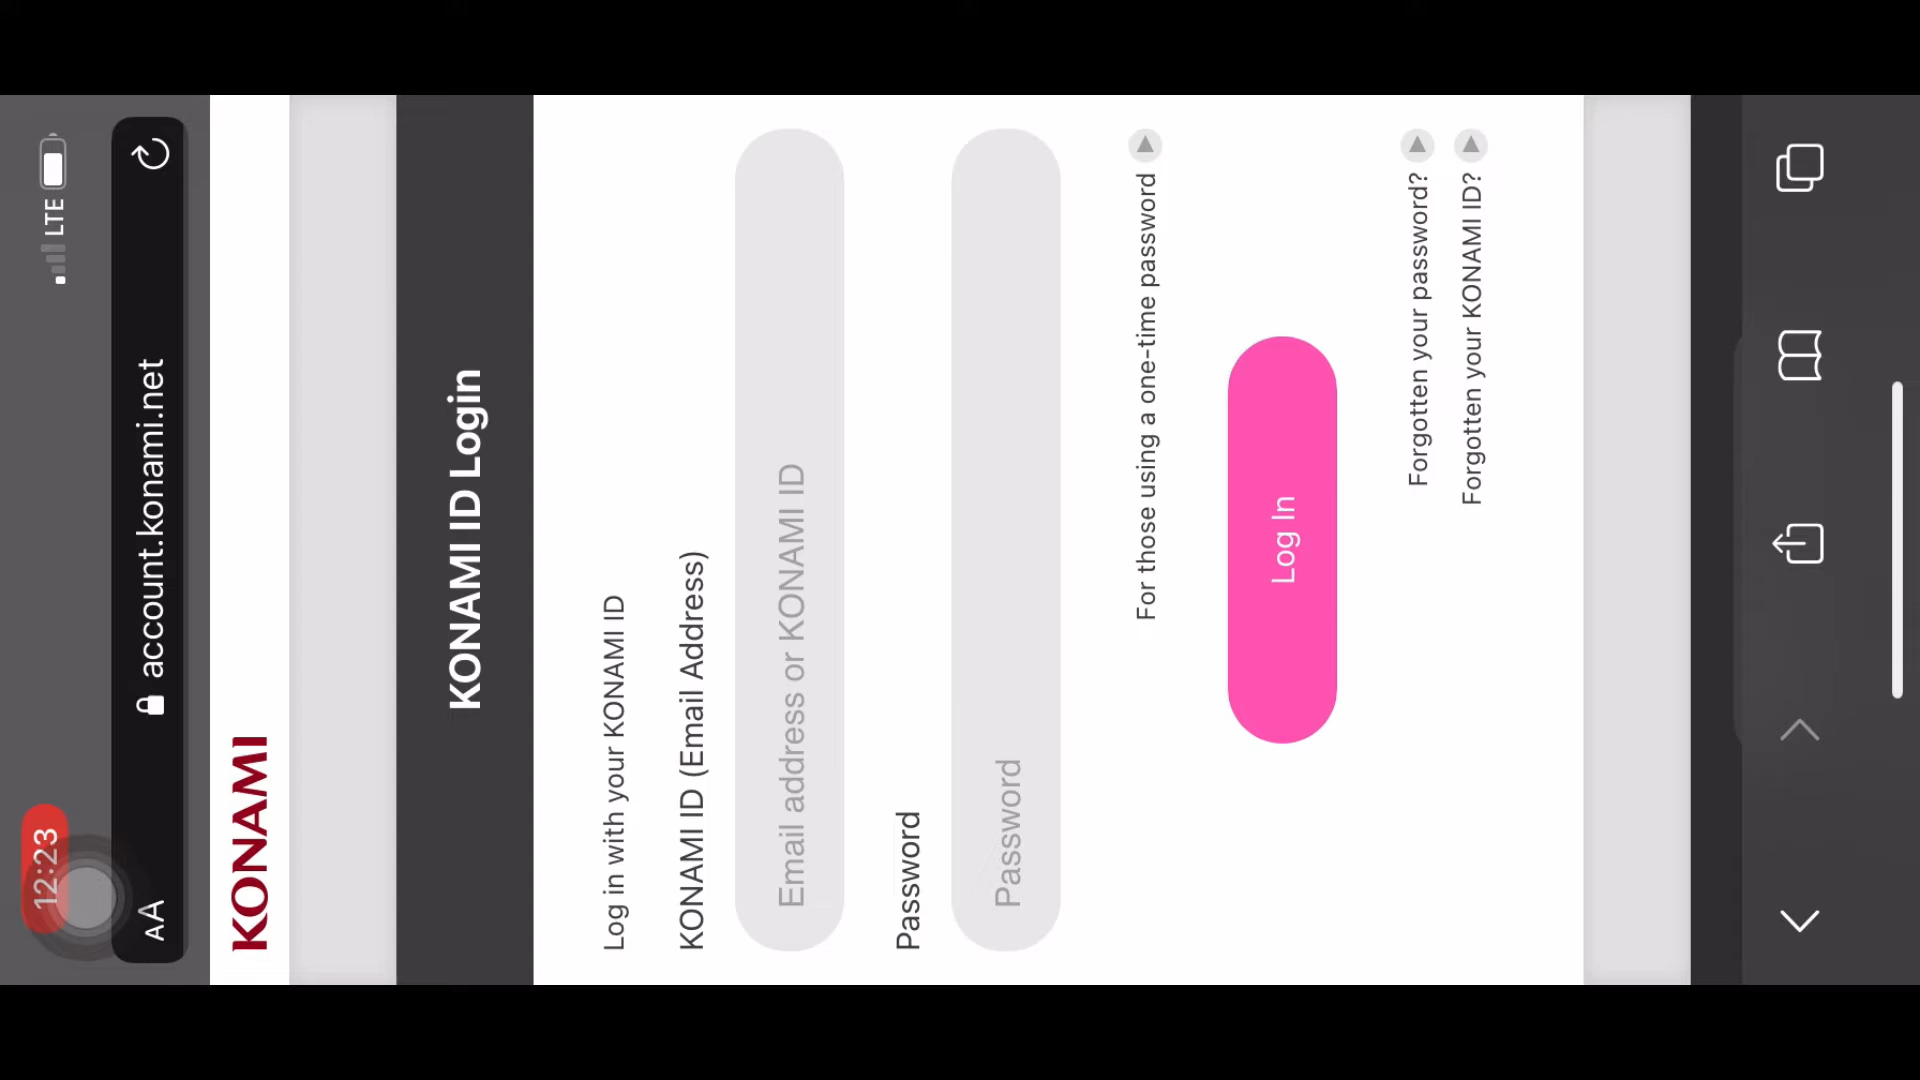 12:23
LTE
AA
account.konami.net
KONAMI
KONAMI ID Login
Log in with your KONAMI ID
KONAMI ID (Email Address)
Email address or KONAMI ID
Password
Password
For those using a one-time password
Log In
Forgotten your password?
Forgotten your KONAMI ID?